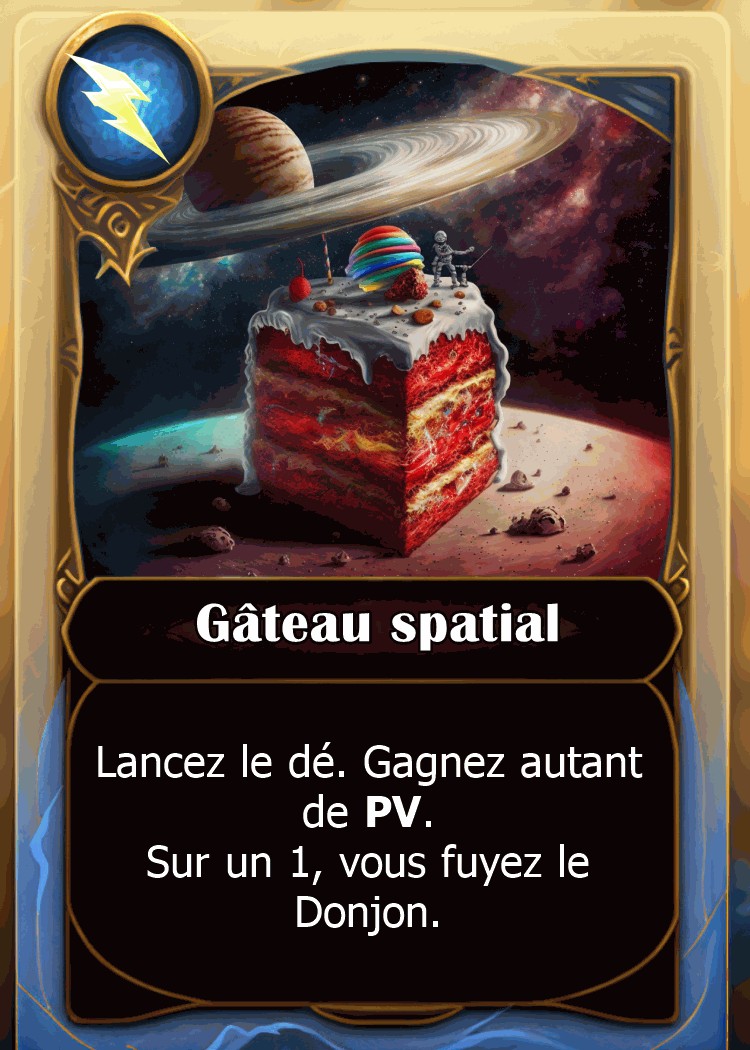 Gâteau spatial
Lancez le dé. Gagnez autant
de PV.
Sur un 1, vous fuyez le
Donjon.